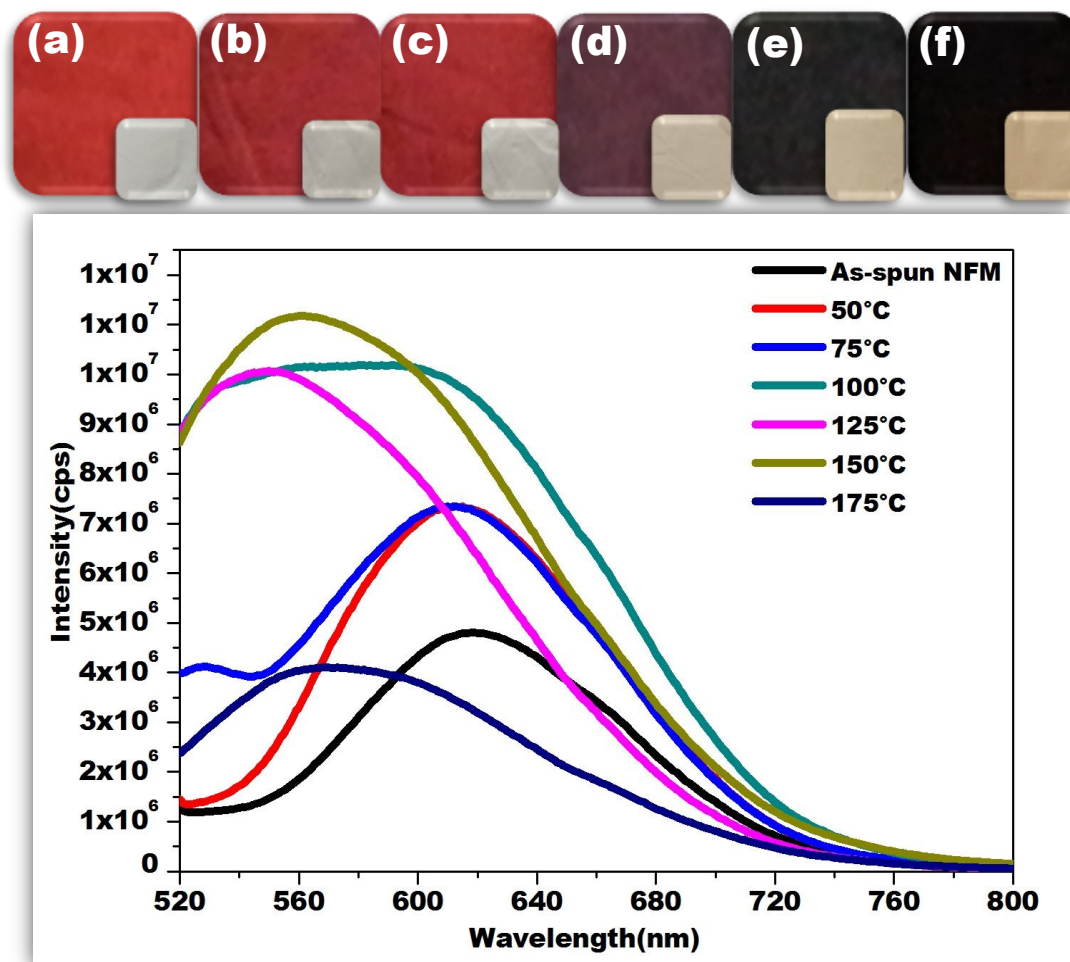 (a) (b) (c) (d) (e) (f)
1x10⁷
1x10⁷
1x10⁷
9x10⁶
8x10⁶
7x10⁶
6x10⁶
5x10⁶
4x10⁶
3x10⁶
2x10⁶
1x10⁶
0
Intensity(cps)
As-spun NFM
50°C
75°C
100°C
125°C
150°C
175°C
520 560 600 640 680 720 760 800
Wavelength(nm)